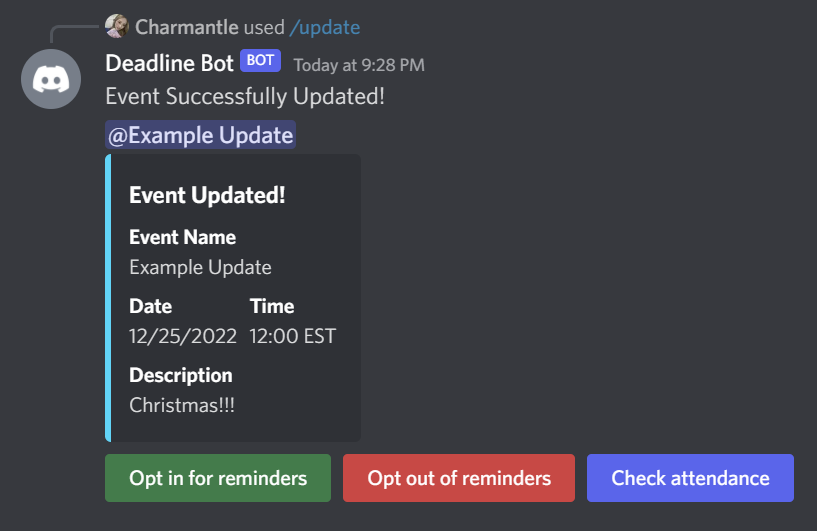 Charmantle used /update
Deadline Bot BOT Today at 9:28 PM
Event Successfully Updated!
@Example Update
Event Updated!
Event Name
Example Update
Date Time
12/25/2022 12:00 EST
Description
Christmas!!!
Opt in for reminders Opt out of reminders Check attendance